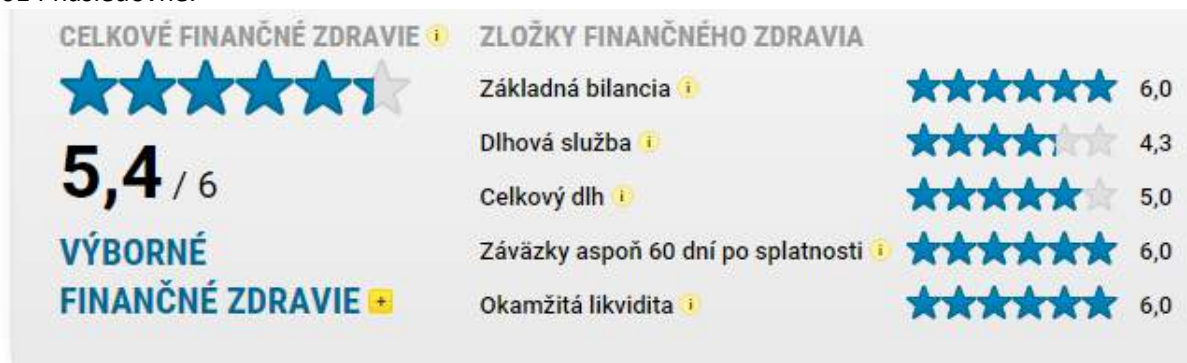 CELKOVÉ FINANČNÉ ZDRAVIE i
5,4 / 6
VÝBORNÉ
FINANČNÉ ZDRAVIE +
ZLOŽKY FINANČNÉHO ZDRAVIA
Základná bilancia i 6,0
Dlhová služba i 4,3
Celkový dlh i 5,0
Záväzky aspoň 60 dní po splatnosti i 6,0
Okamžitá likvidita i 6,0